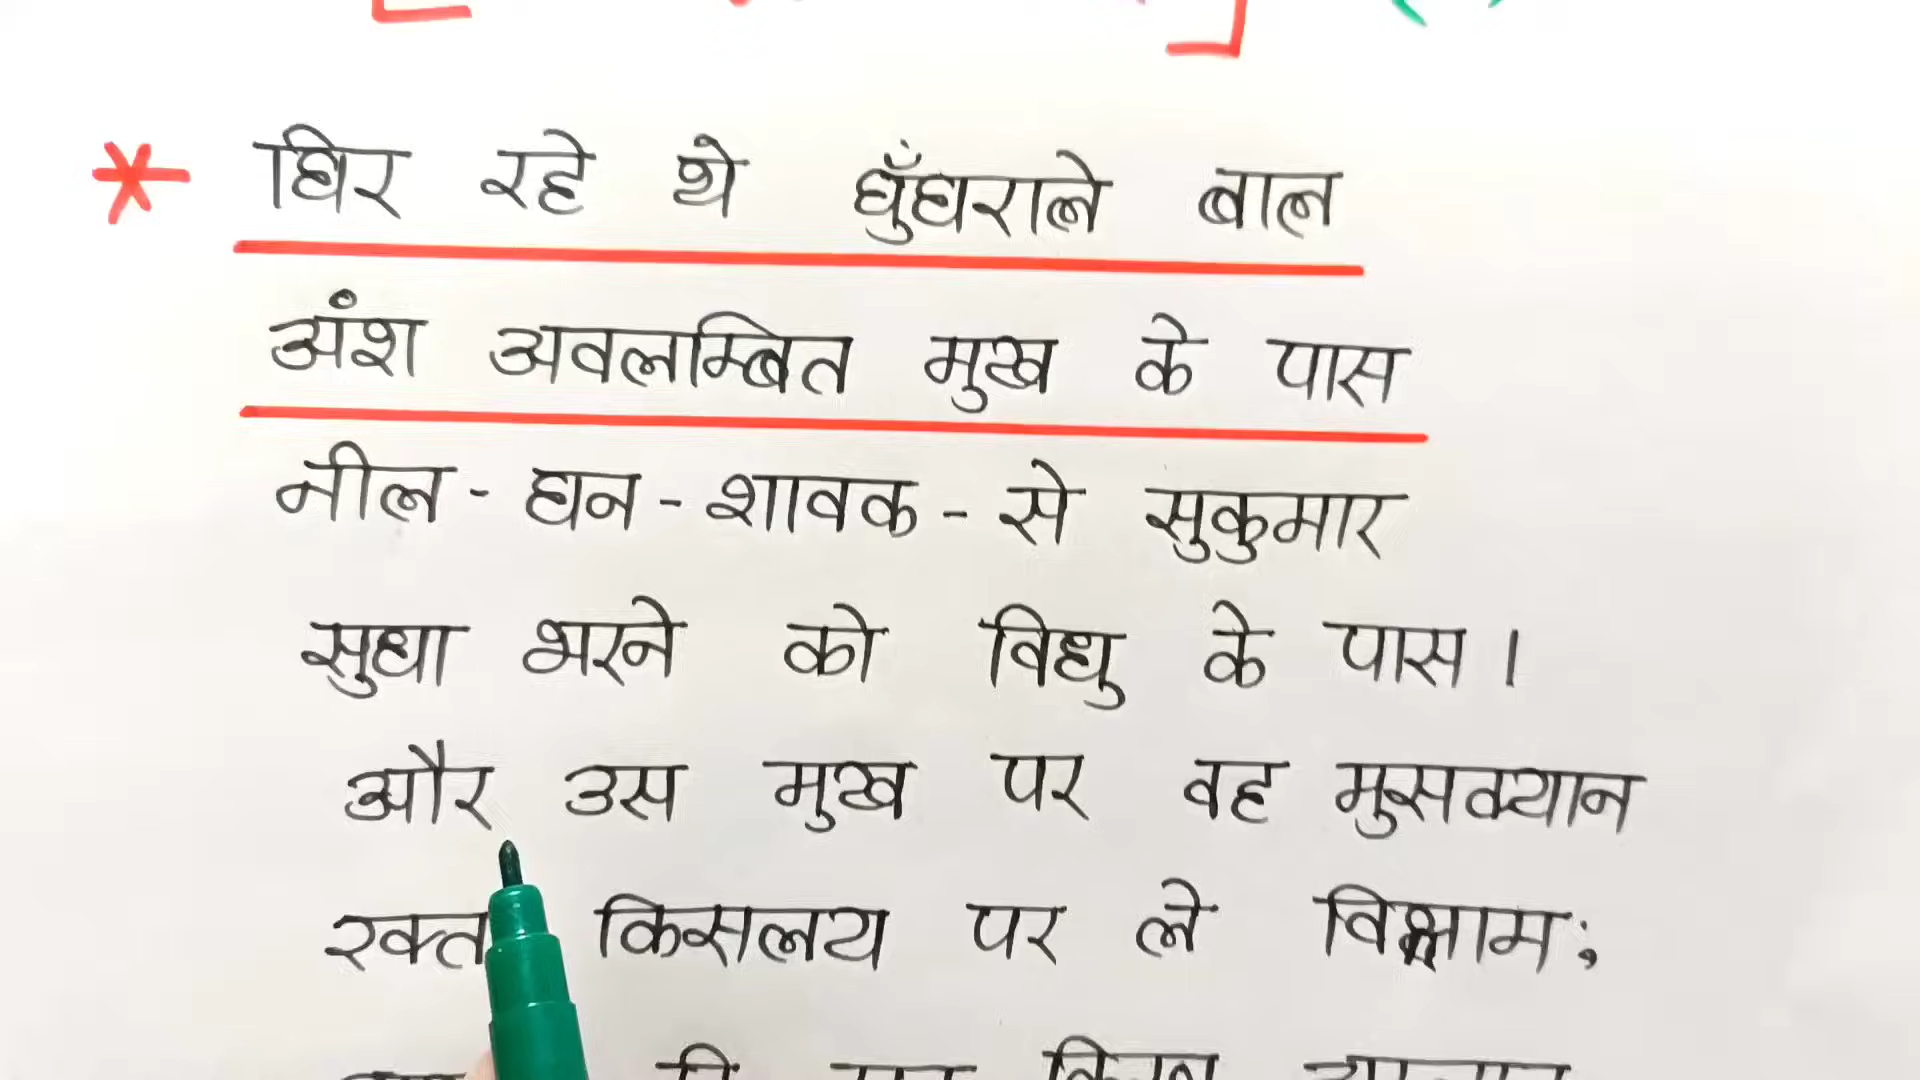 घिर रहे थे घुँघराले बाल
अंश अवलम्बित मुख के पास
नील - घन - शावक - से सुकुमार
सुधा भरने को विधु के पास ।
और उस मुख पर वह मुसक्यान
रक्त किसलय पर ले विश्राम ;